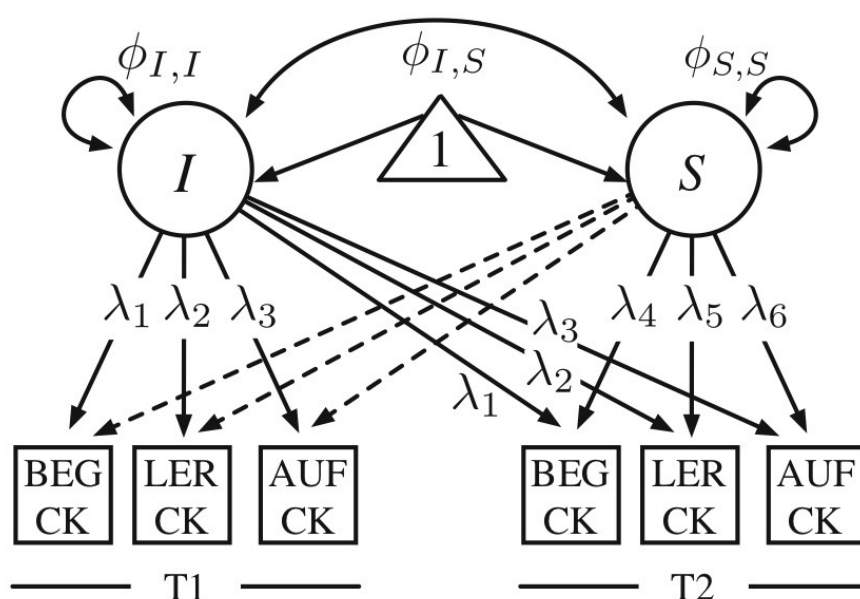 ϕI,I ϕI,S ϕS,S
I 1 S
λ1 λ2 λ3 λ3 λ4 λ5 λ6
λ1 λ2
BEG CK LER CK AUF CK BEG CK LER CK AUF CK
T1 T2